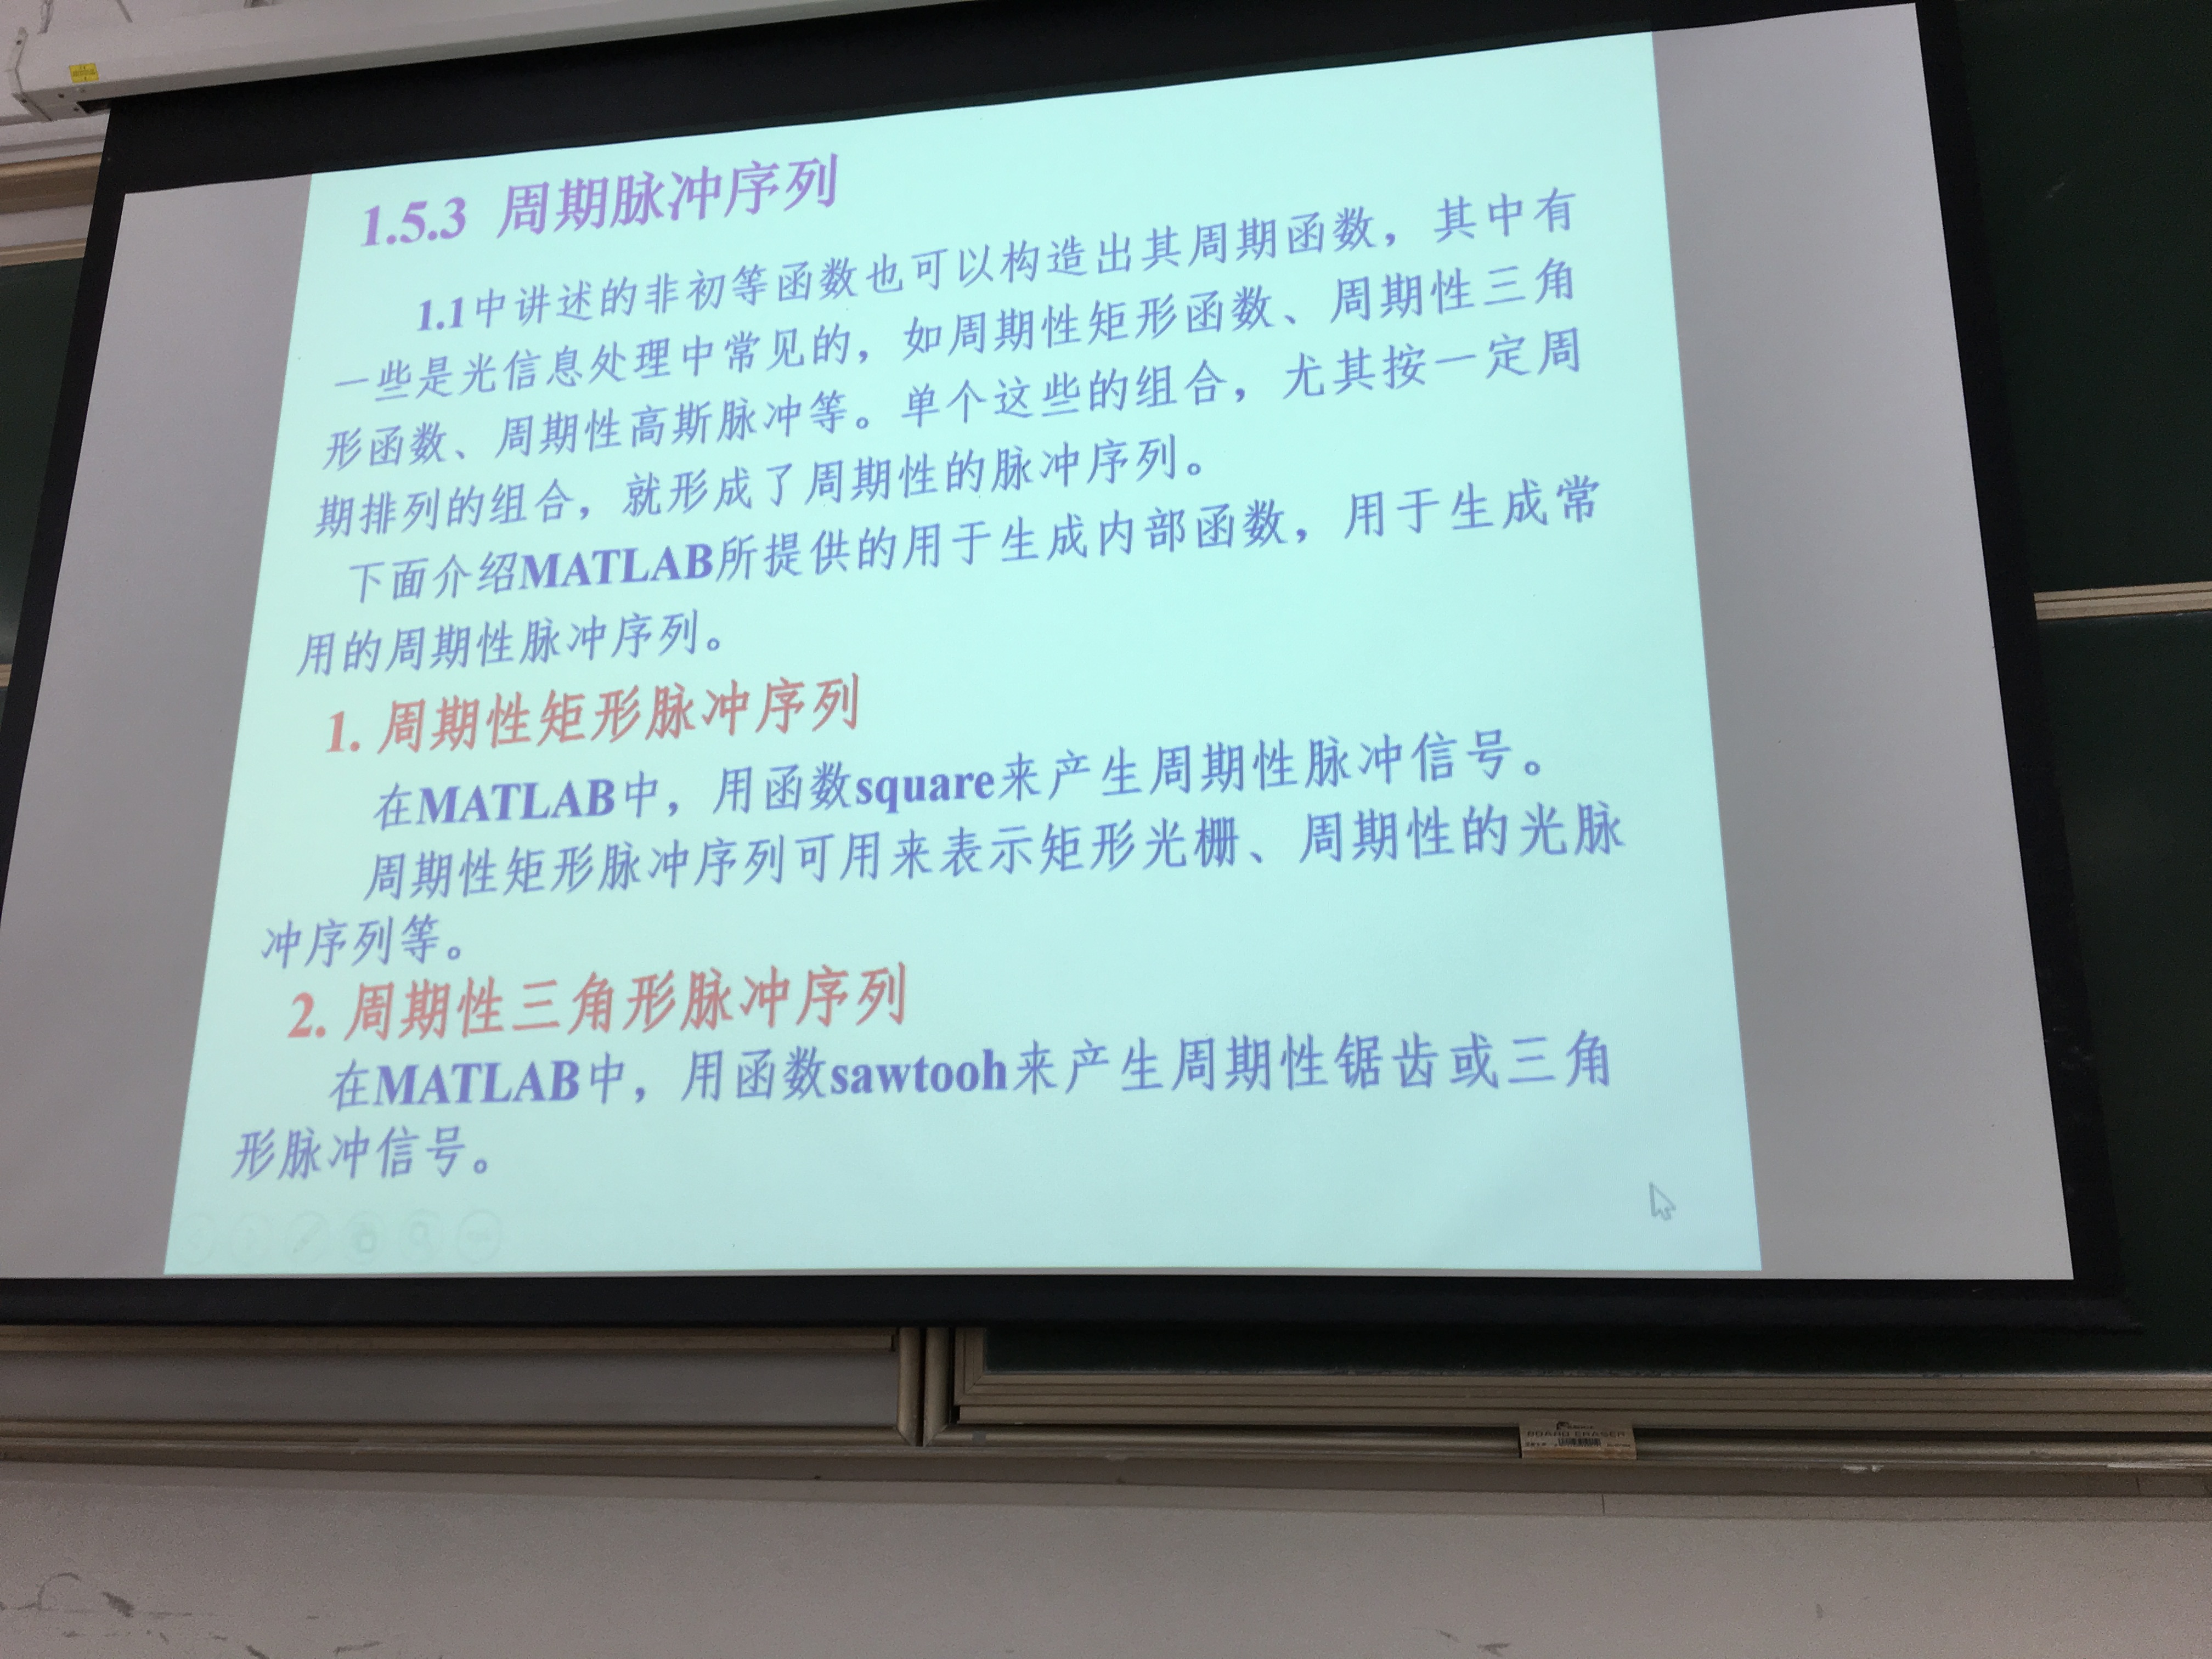 1.5.3 周期脉冲序列
1.1中讲述的非初等函数也可以构造出其周期函数，其中有
一些是光信息处理中常见的，如周期性矩形函数、周期性三角
形函数、周期性高斯脉冲等。单个这些的组合，尤其按一定周
期排列的组合，就形成了周期性的脉冲序列。
下面介绍MATLAB所提供的用于生成内部函数，用于生成常
用的周期性脉冲序列。
1. 周期性矩形脉冲序列
在MATLAB中，用函数square来产生周期性脉冲信号。
周期性矩形脉冲序列可用来表示矩形光栅、周期性的光脉
冲序列等。
2. 周期性三角形脉冲序列
在MATLAB中，用函数sawtooh来产生周期性锯齿或三角
形脉冲信号。
BOARD ERASER